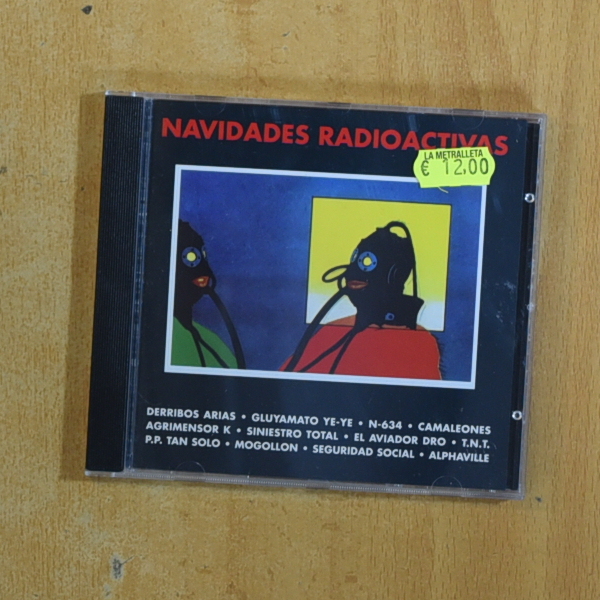 NAVIDADES RADIOACTIVAS
LA METRALLETA
€ 12,00
DERRIBOS ARIAS • GLUYAMATO YE-YE • N-634 • CAMALEONES
AGRIMENSOR K • SINIESTRO TOTAL • EL AVIADOR DRO • T.N.T.
P.P. TAN SOLO • MOGOLLON • SEGURIDAD SOCIAL • ALPHAVILLE